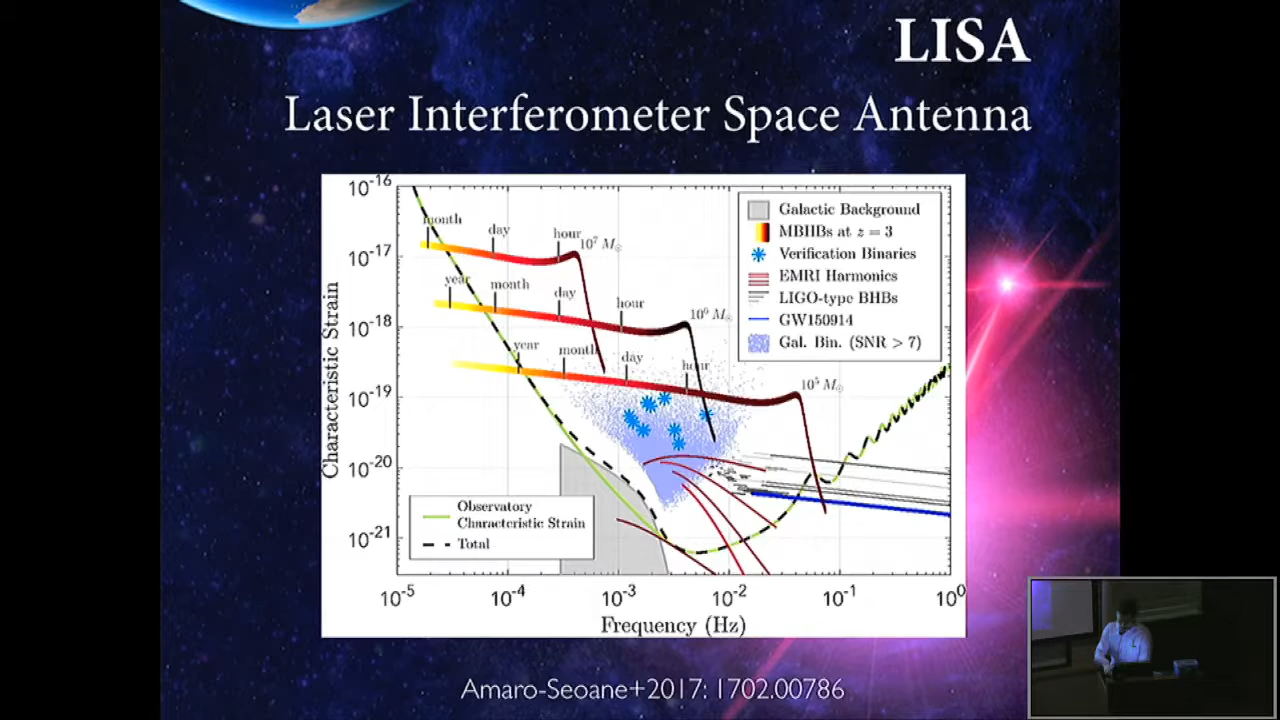 LISA
Laser Interferometer Space Antenna
10-16
10-17
10-18
10-19
10-20
10-21
Characteristic Strain
month
day
hour
10⁷ M☉
year
month
day
hour
10⁶ M☉
year
month
day
hour
10⁵ M☉
Galactic Background
MBHBs at z = 3
Verification Binaries
EMRI Harmonics
LIGO-type BHBs
GW150914
Gal. Bin. (SNR > 7)
Observatory
Characteristic Strain
Total
10-5
10-4
10-3
10-2
10-1
10⁰
Frequency (Hz)
Amaro-Seoane+2017: 1702.00786